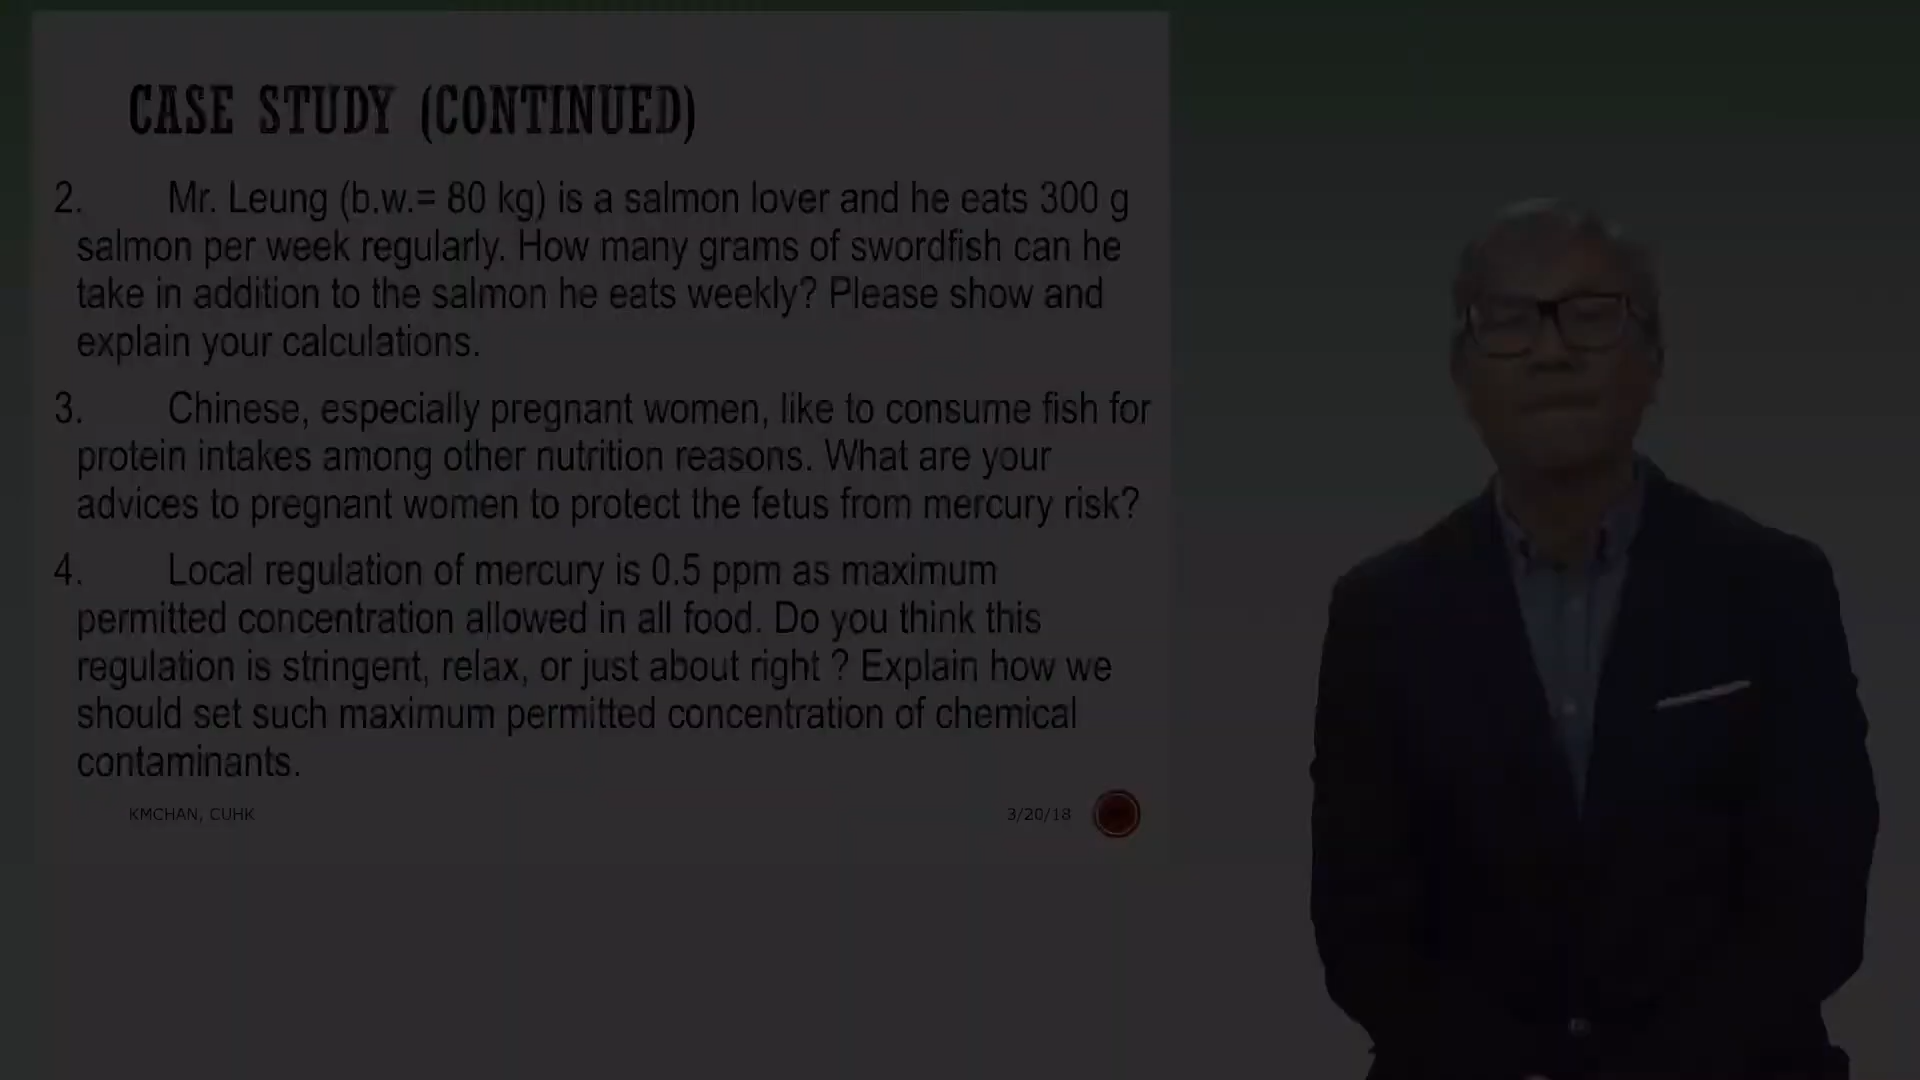 CASE STUDY (CONTINUED)
2. Mr. Leung (b.w.= 80 kg) is a salmon lover and he eats 300 g
salmon per week regularly. How many grams of swordfish can he
take in addition to the salmon he eats weekly? Please show and
explain your calculations.
3. Chinese, especially pregnant women, like to consume fish for
protein intakes among other nutrition reasons. What are your
advices to pregnant women to protect the fetus from mercury risk?
4. Local regulation of mercury is 0.5 ppm as maximum
permitted concentration allowed in all food. Do you think this
regulation is stringent, relax, or just about right ? Explain how we
should set such maximum permitted concentration of chemical
contaminants.
KMCHAN, CUHK
3/20/18